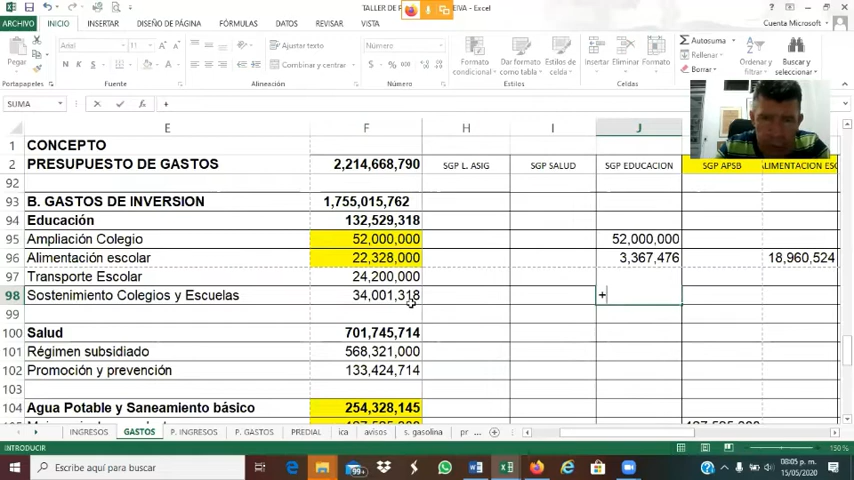 TALLER DE P
EIVA - Excel
ARCHIVO INICIO INSERTAR DISEÑO DE PÁGINA FÓRMULAS DATOS REVISAR VISTA
Cuenta Microsoft
Pegar
Arial 11
N K S
Ajustar texto
Combinar y centrar
Número
Formato condicional
Dar formato como tabla
Estilos de celda
Insertar Eliminar Formato
Autosuma
Rellenar
Borrar
Ordenar y filtrar
Buscar y seleccionar
Portapapeles Fuente Alineación Número Estilos Celdas
SUMA +
E F H I J
1 CONCEPTO
2 PRESUPUESTO DE GASTOS 2,214,668,790 SGP L. ASIG SGP SALUD SGP EDUCACION SGP APSB ALIMENTACION ESC
92
93 B. GASTOS DE INVERSION 1,755,015,762
94 Educación 132,529,318
95 Ampliación Colegio 52,000,000 52,000,000
96 Alimentación escolar 22,328,000 3,367,476 18,960,524
97 Transporte Escolar 24,200,000
98 Sostenimiento Colegios y Escuelas 34,001,318 +
99
100 Salud 701,745,714
101 Régimen subsidiado 568,321,000
102 Promoción y prevención 133,424,714
103
104 Agua Potable y Saneamiento básico 254,328,145
INGRESOS GASTOS P. INGRESOS P. GASTOS PREDIAL ica avisos s. gasolina pr ...
INTRODUCIR 150 %
Escribe aquí para buscar
99+
08:05 p. m.
15/05/2020